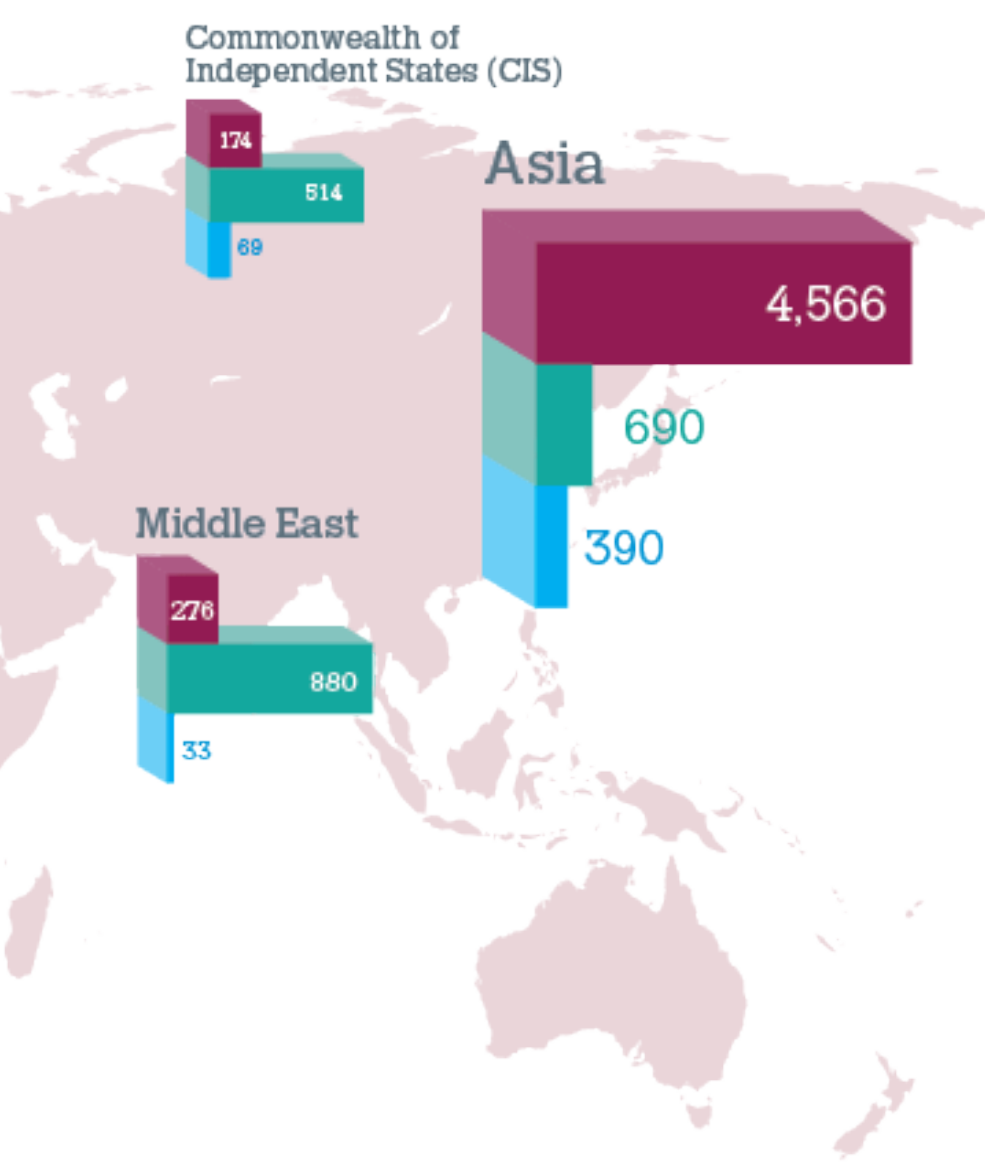 Commonwealth of
Independent States (CIS)
174
514
69
Asia
4,566
690
390
Middle East
276
880
33